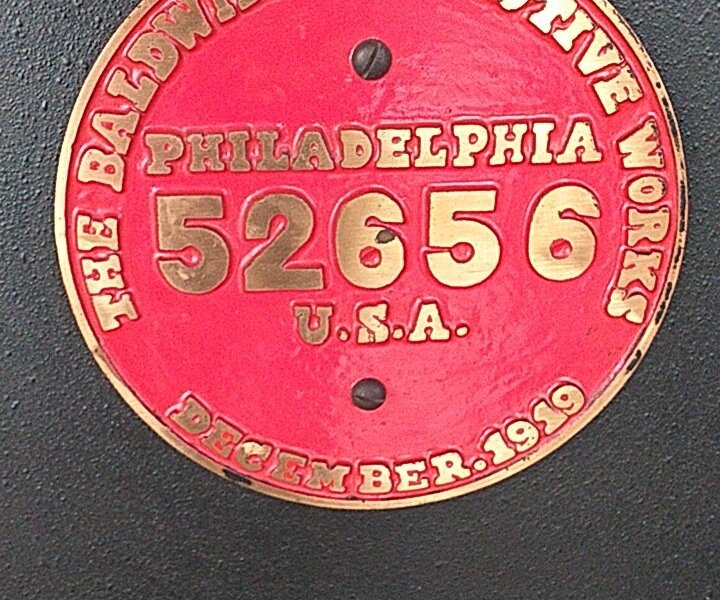 THE BALDWIN LOCOMOTIVE WORKS
PHILADELPHIA
52656
U.S.A.
DECEMBER.1919